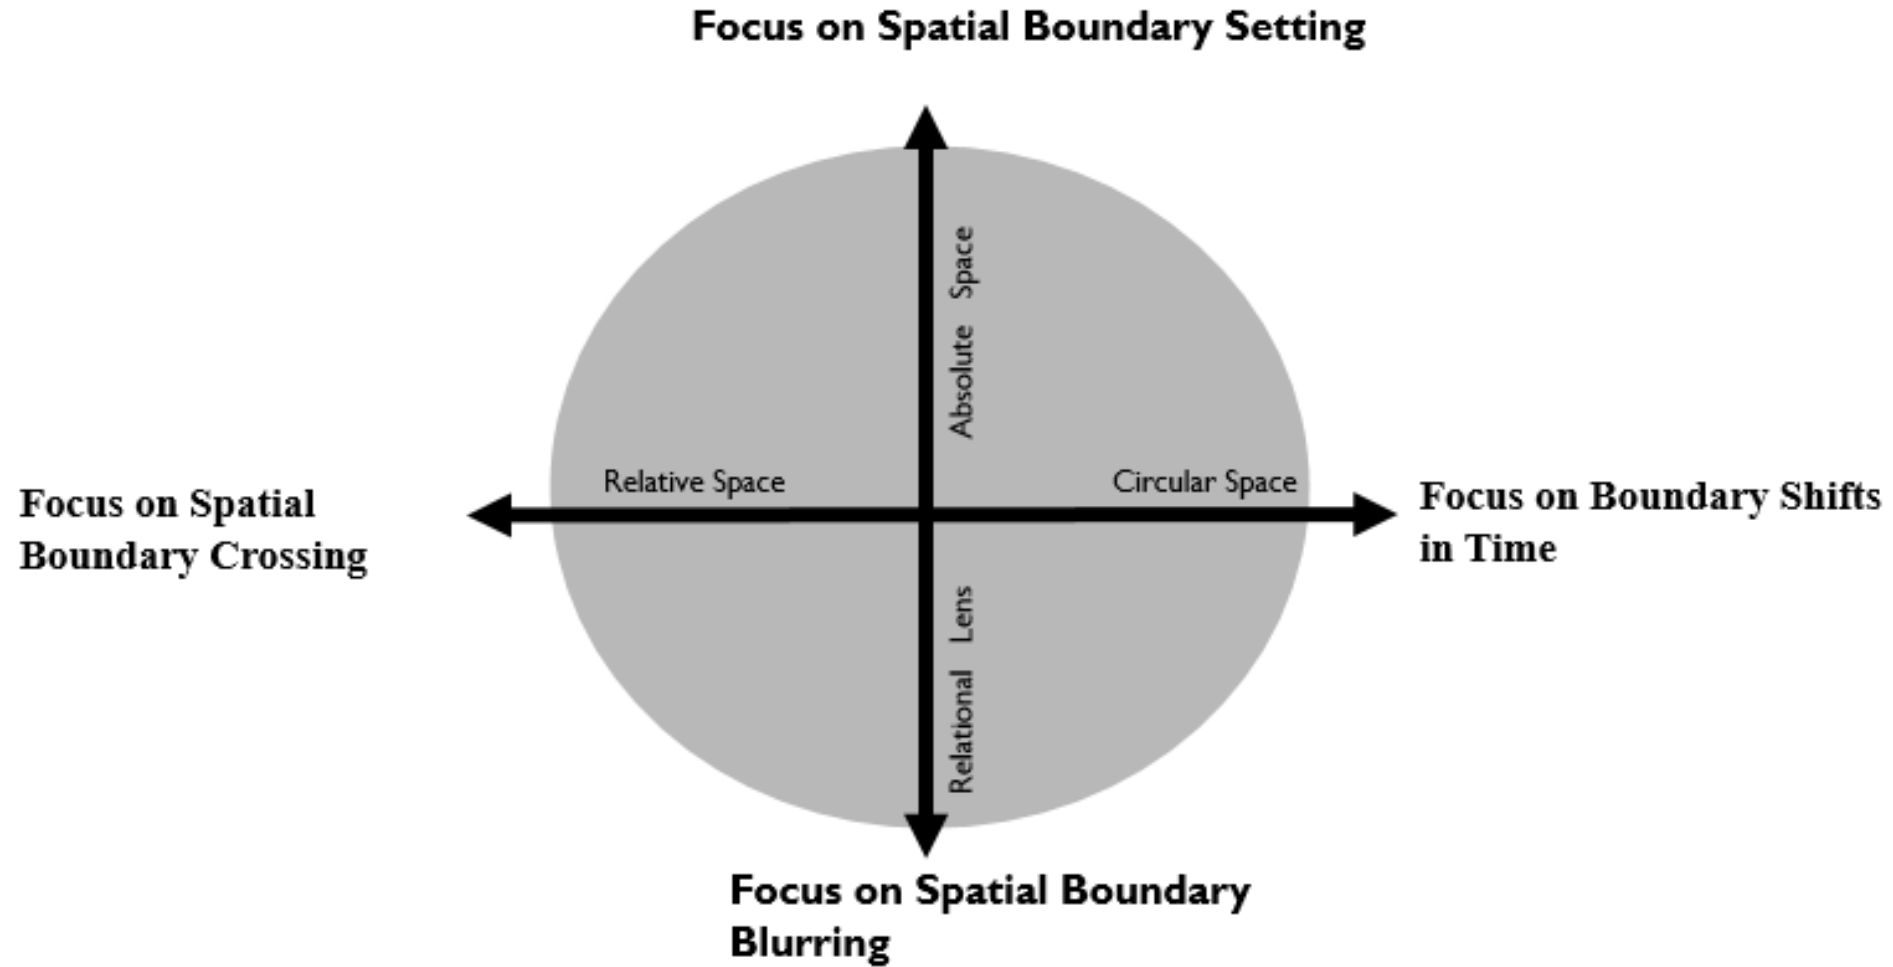 Focus on Spatial Boundary Setting
Absolute Space
Relative Space
Circular Space
Focus on Spatial
Boundary Crossing
Focus on Boundary Shifts
in Time
Relational Lens
Focus on Spatial Boundary
Blurring